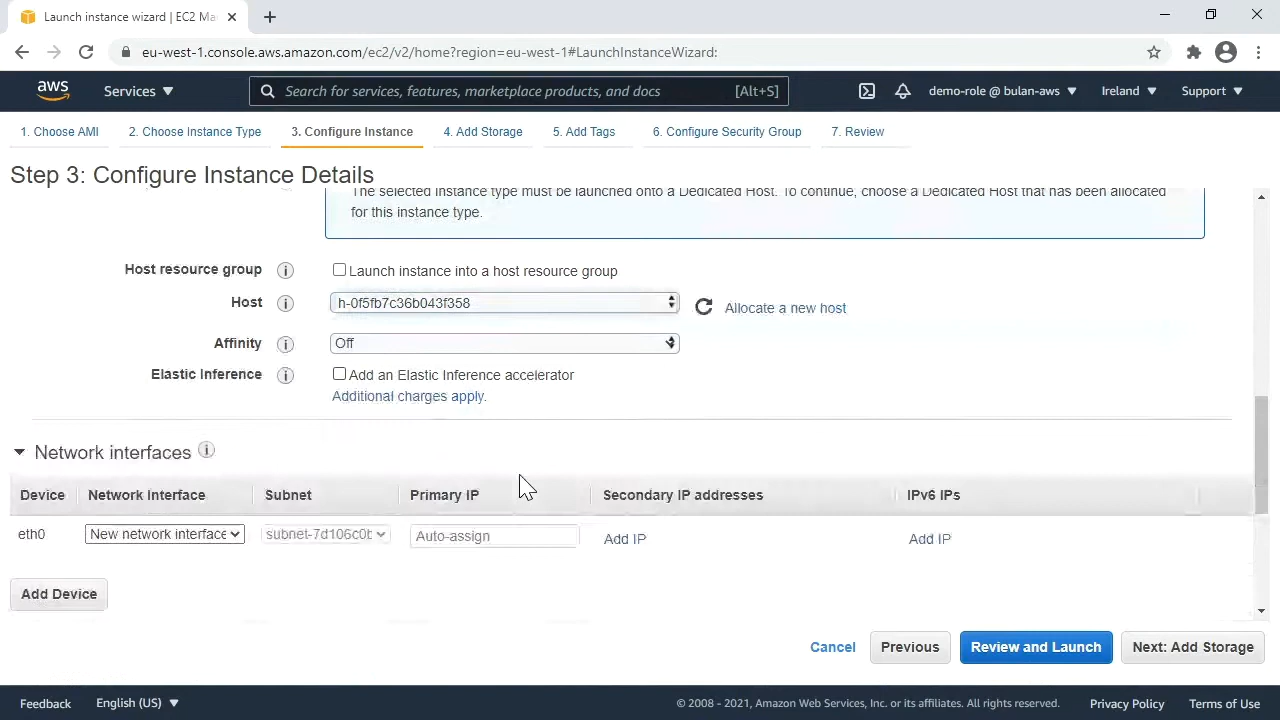 Launch instance wizard | EC2 Ma
eu-west-1.console.aws.amazon.com/ec2/v2/home?region=eu-west-1#LaunchInstanceWizard:
aws Services Search for services, features, marketplace products, and docs [Alt+S] demo-role @ bulan-aws Ireland Support
1. Choose AMI 2. Choose Instance Type 3. Configure Instance 4. Add Storage 5. Add Tags 6. Configure Security Group 7. Review
Step 3: Configure Instance Details
The selected instance type must be launched onto a Dedicated Host. To continue, choose a Dedicated Host that has been allocated
for this instance type.
Host resource group Launch instance into a host resource group
Host h-0f5fb7c36b043f358 Allocate a new host
Affinity Off
Elastic Inference Add an Elastic Inference accelerator
Additional charges apply.
Network interfaces
Device Network Interface Subnet Primary IP Secondary IP addresses IPv6 IPs
eth0 New network interface subnet-7d106c0b Auto-assign Add IP Add IP
Add Device
Cancel Previous Review and Launch Next: Add Storage
Feedback English (US) © 2008 - 2021, Amazon Web Services, Inc. or its affiliates. All rights reserved. Privacy Policy Terms of Use